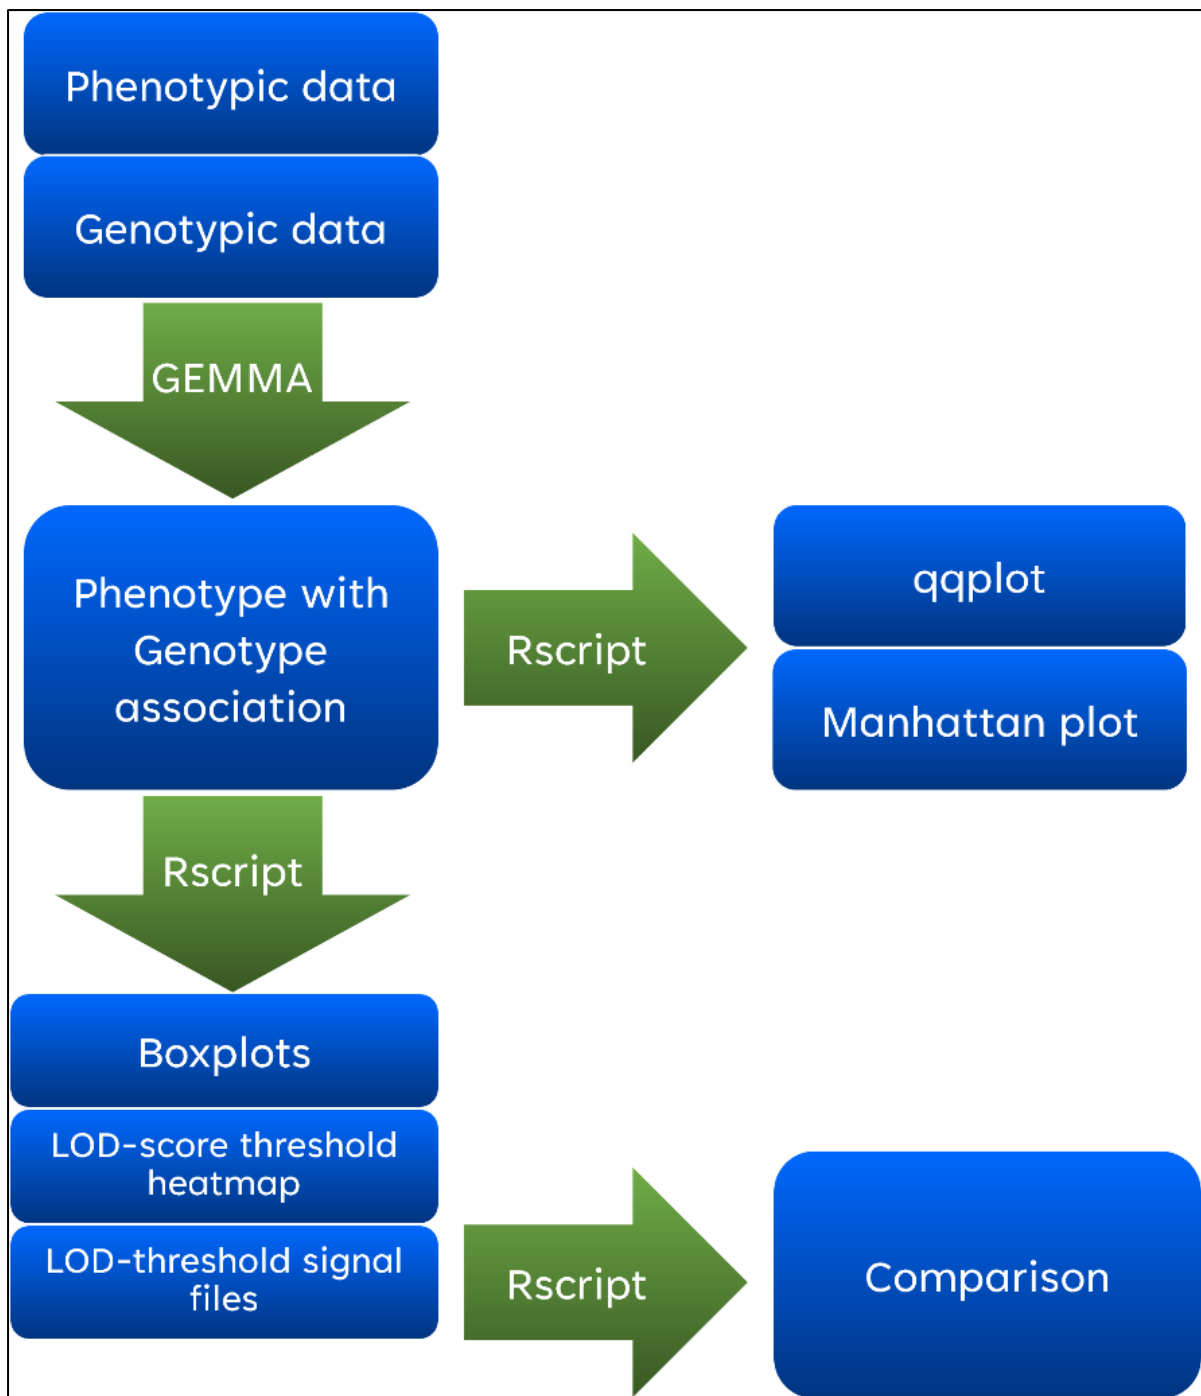 Phenotypic data
Genotypic data
GEMMA
Phenotype with
Genotype
association
Rscript
qqplot
Manhattan plot
Rscript
Boxplots
LOD-score threshold
heatmap
LOD-threshold signal
files
Rscript
Comparison